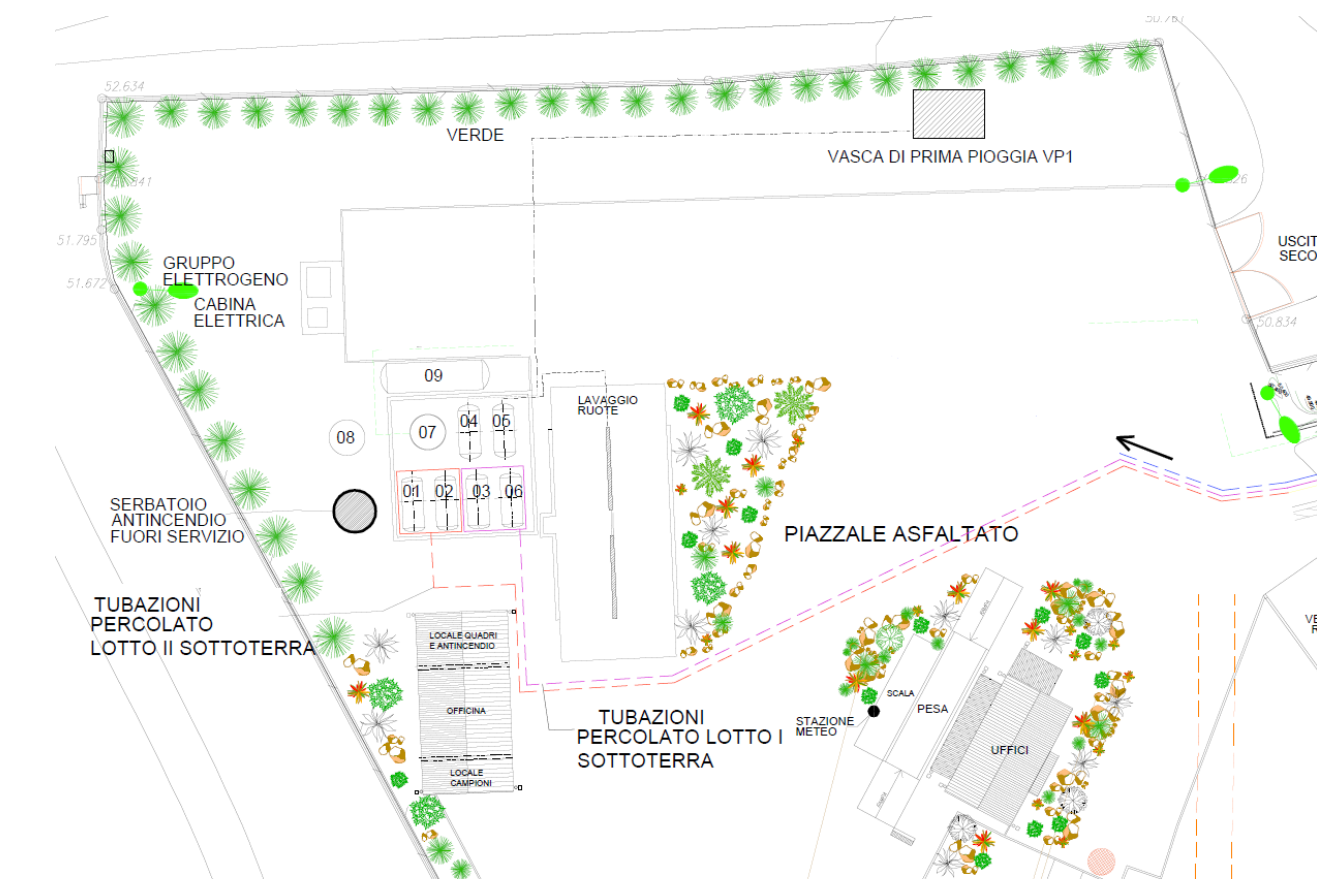 52.634
VERDE
VASCA DI PRIMA PIOGGIA VP1
51.795
51.672
GRUPPO
ELETTROGENO
CABINA
ELETTRICA
USCIT
SECO
50.834
09
LAVAGGIO
RUOTE
04
05
07
08
01
02
03
06
SERBATOIO
ANTINCENDIO
FUORI SERVIZIO
PIAZZALE ASFALTATO
TUBAZIONI
PERCOLATO
LOTTO II SOTTOTERRA
LOCALE QUADRI
E ANTINCENDIO
OFFICINA
LOCALE
CAMPIONI
TUBAZIONI
PERCOLATO LOTTO I
SOTTOTERRA
STAZIONE
METEO
SCALA
PESA
UFFICI